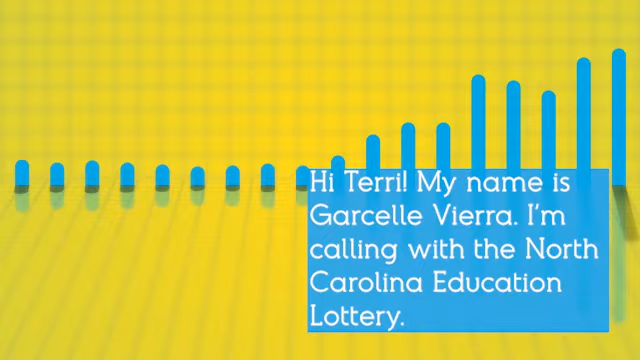 Hi Terri! My name is
Garcelle Vierra. I'm
calling with the North
Carolina Education
Lottery.